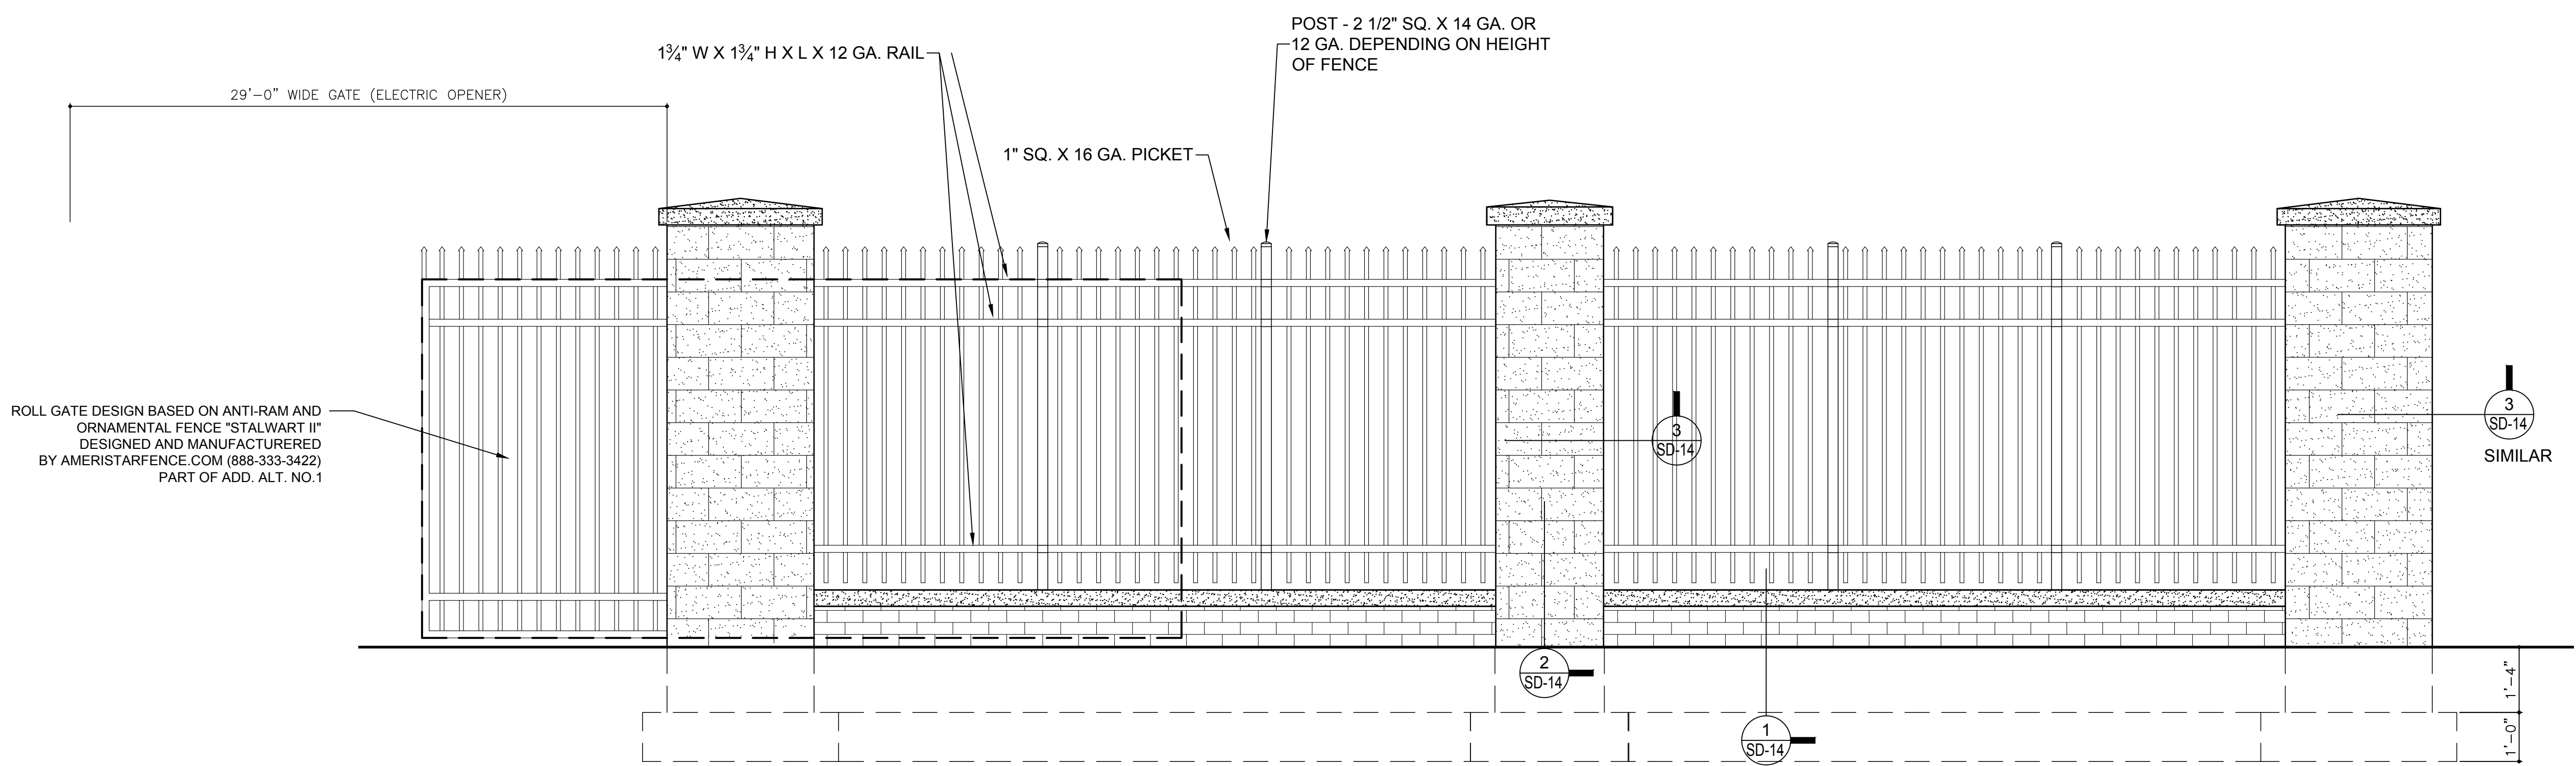 POST - 2 1/2" SQ. X 14 GA. OR
12 GA. DEPENDING ON HEIGHT
OF FENCE
1¾" W X 1¾" H X L X 12 GA. RAIL
29'-0" WIDE GATE (ELECTRIC OPENER)
1" SQ. X 16 GA. PICKET
ROLL GATE DESIGN BASED ON ANTI-RAM AND
ORNAMENTAL FENCE "STALWART II"
DESIGNED AND MANUFACTURERED
BY AMERISTARFENCE.COM (888-333-3422)
PART OF ADD. ALT. NO.1
3
SD-14
3
SD-14
SIMILAR
2
SD-14
1
SD-14
1'-4"
1'-0"